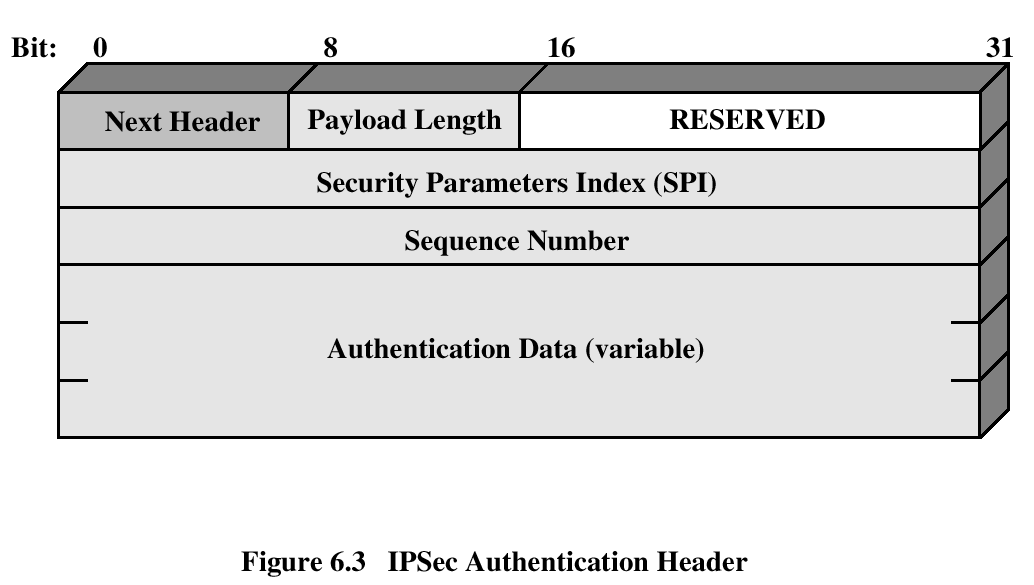 Bit: 0 8 16 31
Next Header Payload Length RESERVED
Security Parameters Index (SPI)
Sequence Number
Authentication Data (variable)
Figure 6.3 IPSec Authentication Header